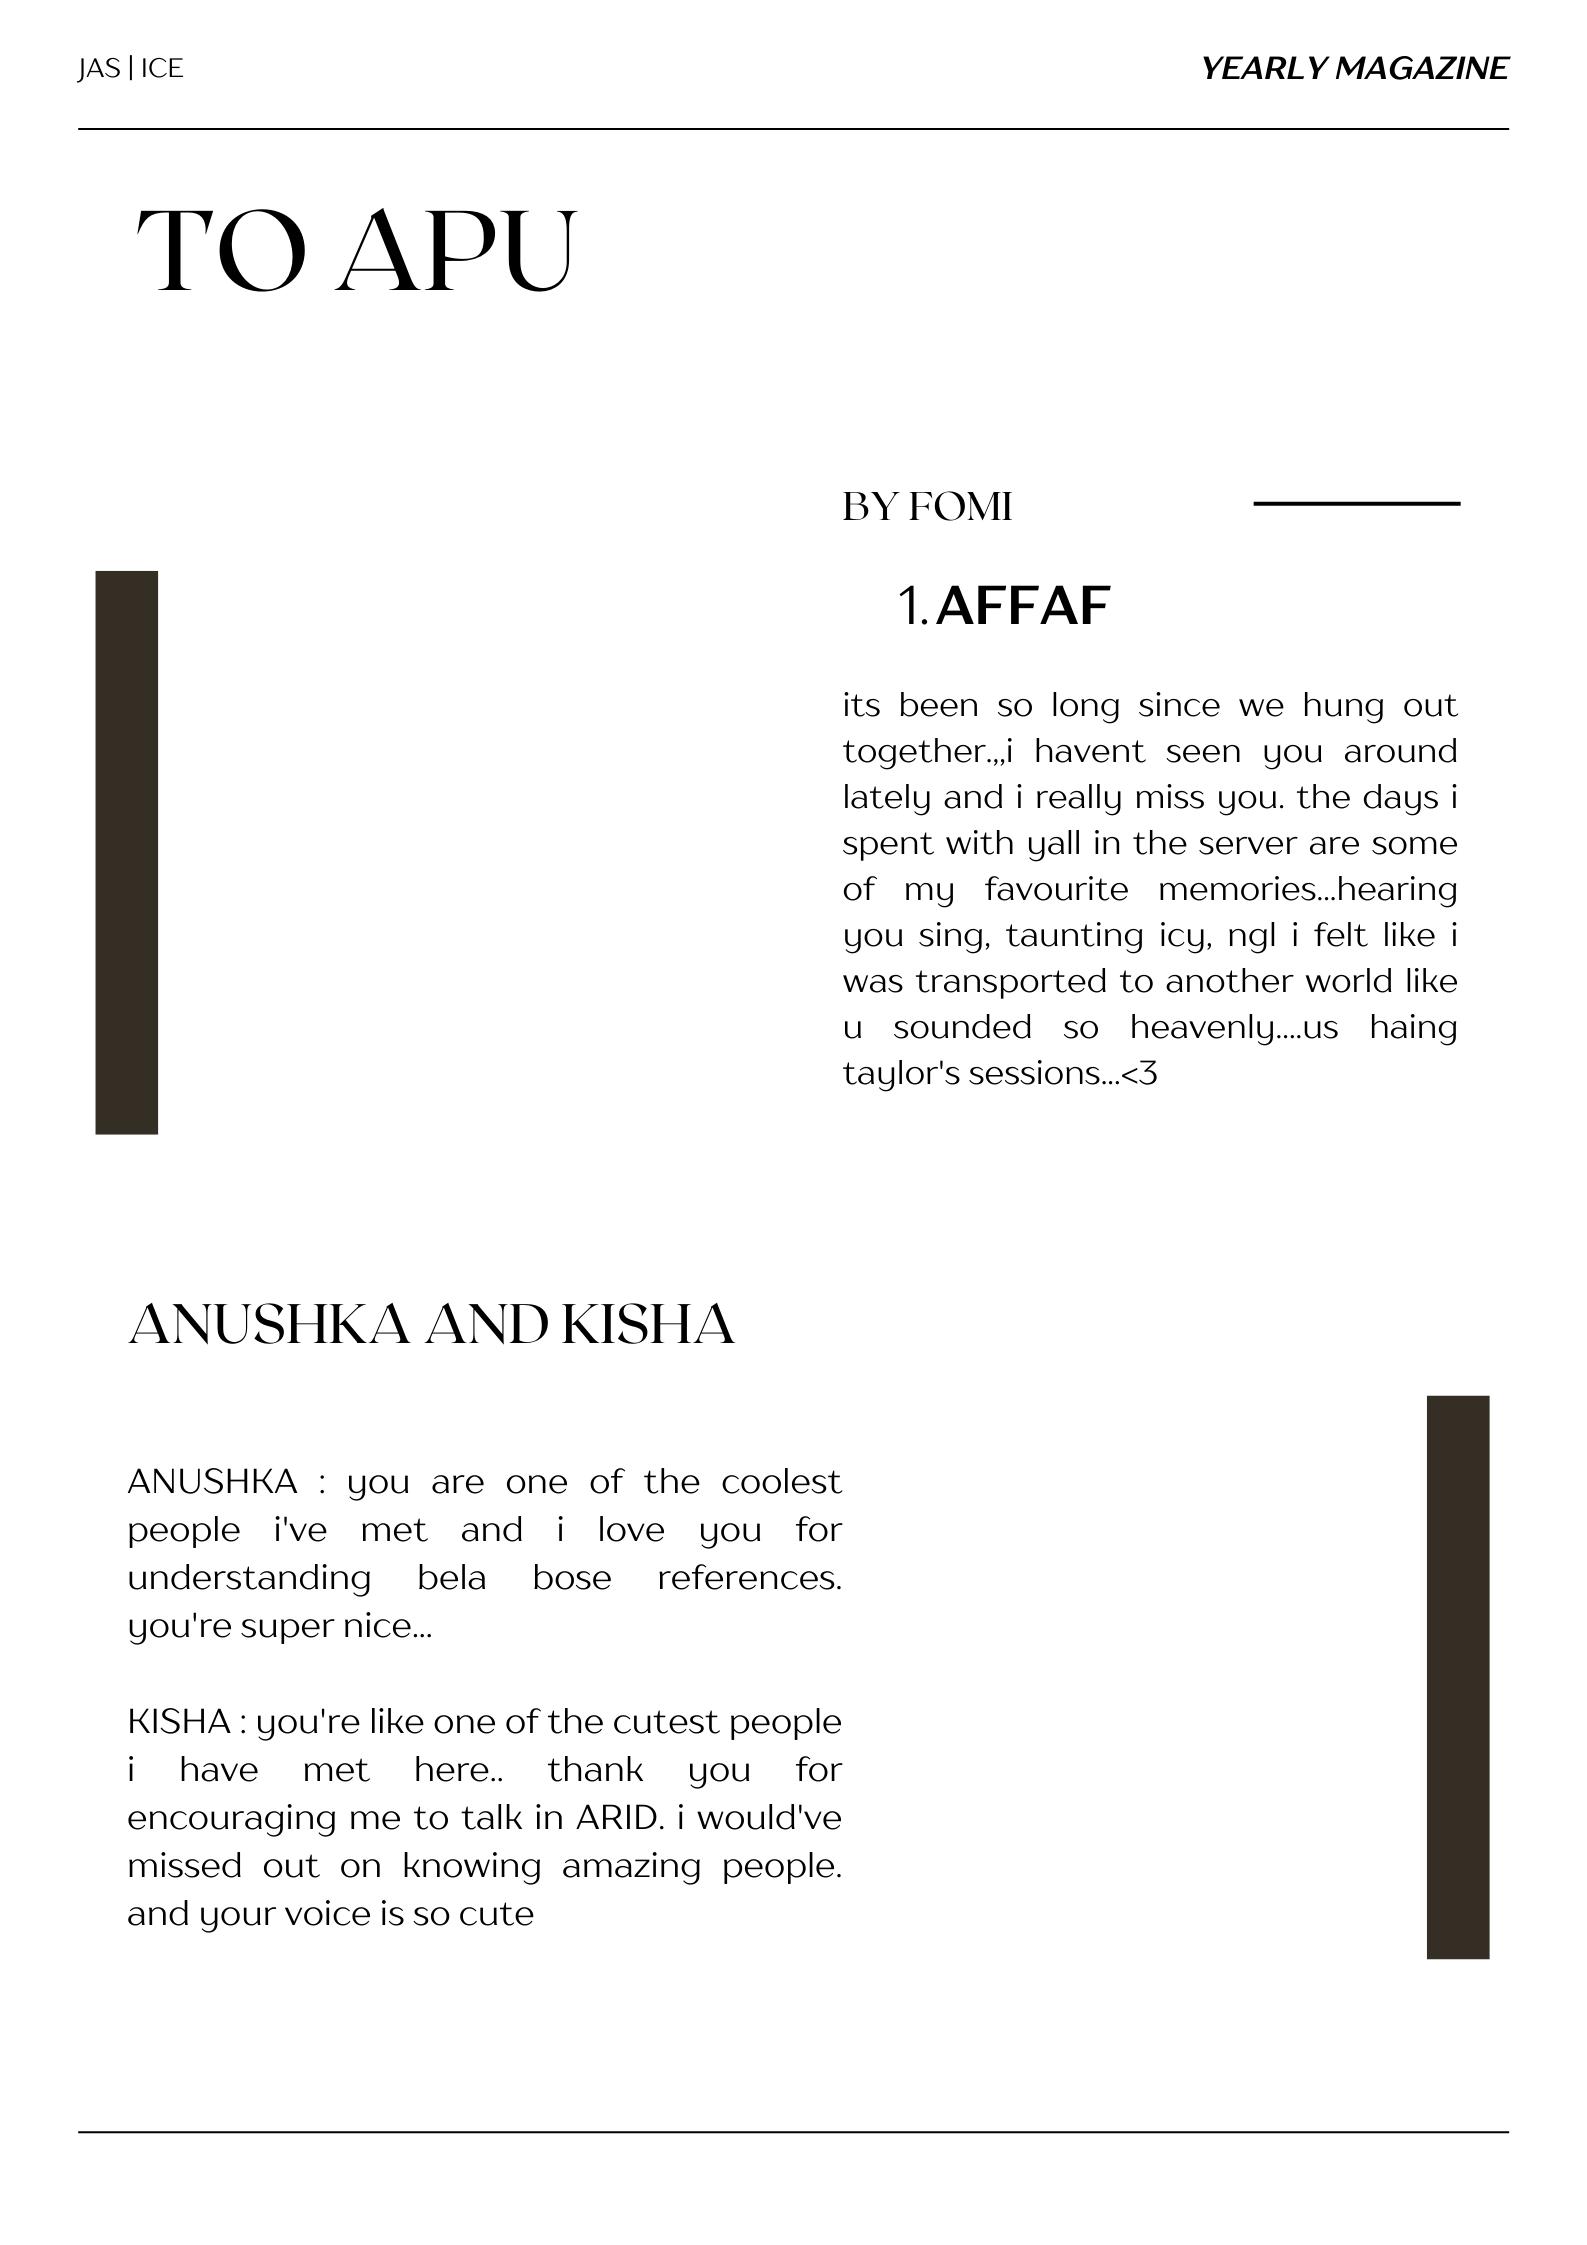 JAS | ICE
YEARLY MAGAZINE
TO APU
BY FOMI
1. AFFAF
its been so long since we hung out
together.,,i havent seen you around
lately and i really miss you. the days i
spent with yall in the server are some
of my favourite memories...hearing
you sing, taunting icy, ngl i felt like i
was transported to another world like
u sounded so heavenly....us haing
taylor's sessions...<3
ANUSHKA AND KISHA
ANUSHKA : you are one of the coolest
people i've met and i love you for
understanding bela bose references.
you're super nice...
KISHA : you're like one of the cutest people
i have met here.. thank you for
encouraging me to talk in ARID. i would've
missed out on knowing amazing people.
and your voice is so cute